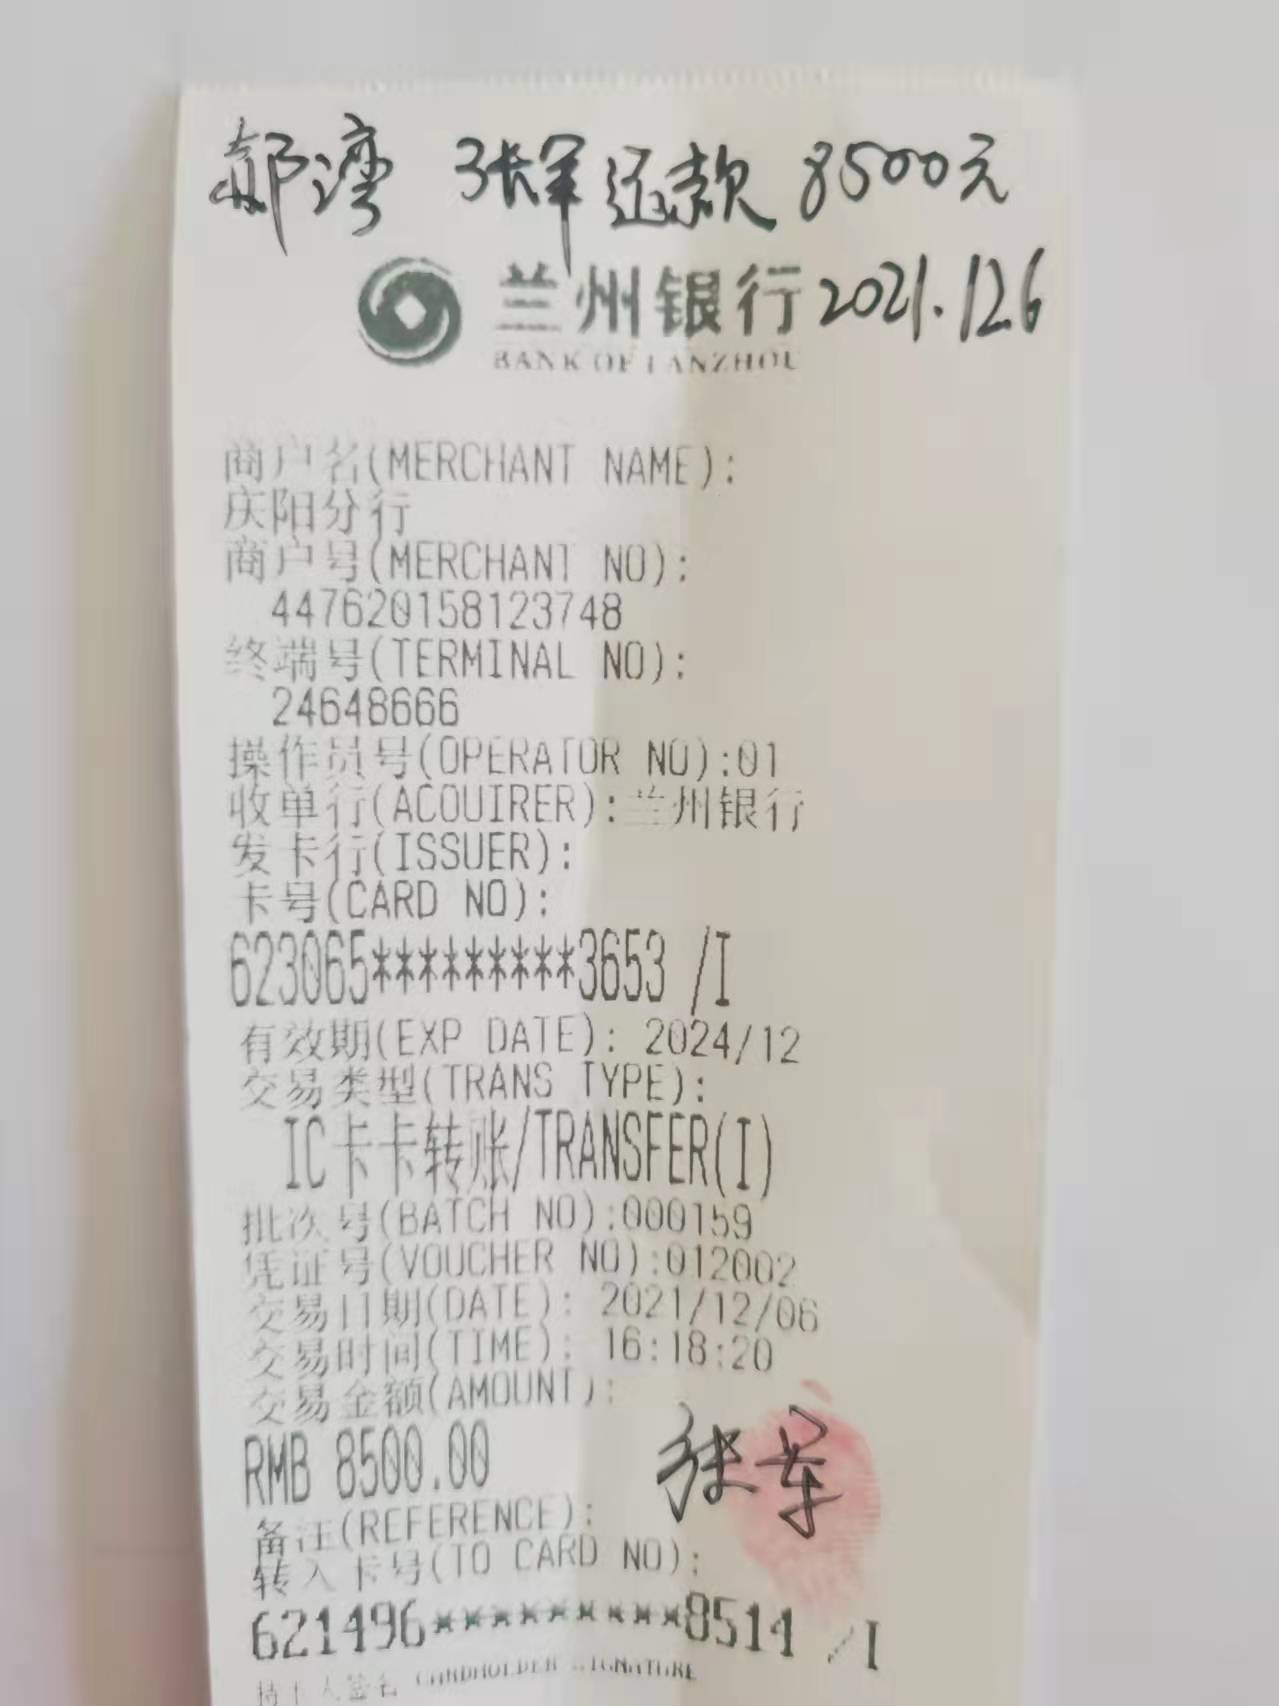 郝湾 张军还款 8500元
兰州银行 2021.12.6
BANK OF LANZHOU
商户名(MERCHANT NAME):
庆阳分行
商户号(MERCHANT NO):
447620158123748
终端号(TERMINAL NO):
24648666
操作员号(OPERATOR NO):01
收单行(ACQUIRER):兰州银行
发卡行(ISSUER):
卡号(CARD NO):
623065*********3653 /I
有效期(EXP DATE): 2024/12
交易类型(TRANS TYPE):
IC卡卡转账/TRANSFER(I)
批次号(BATCH NO):000159
凭证号(VOUCHER NO):012002
交易日期(DATE): 2021/12/06
交易时间(TIME): 16:18:20
交易金额(AMOUNT):
RMB 8500.00
张军
备注(REFERENCE):
转入卡号(TO CARD NO):
621496*********8514 /I
持卡人签名 CARDHOLDER SIGNATURE